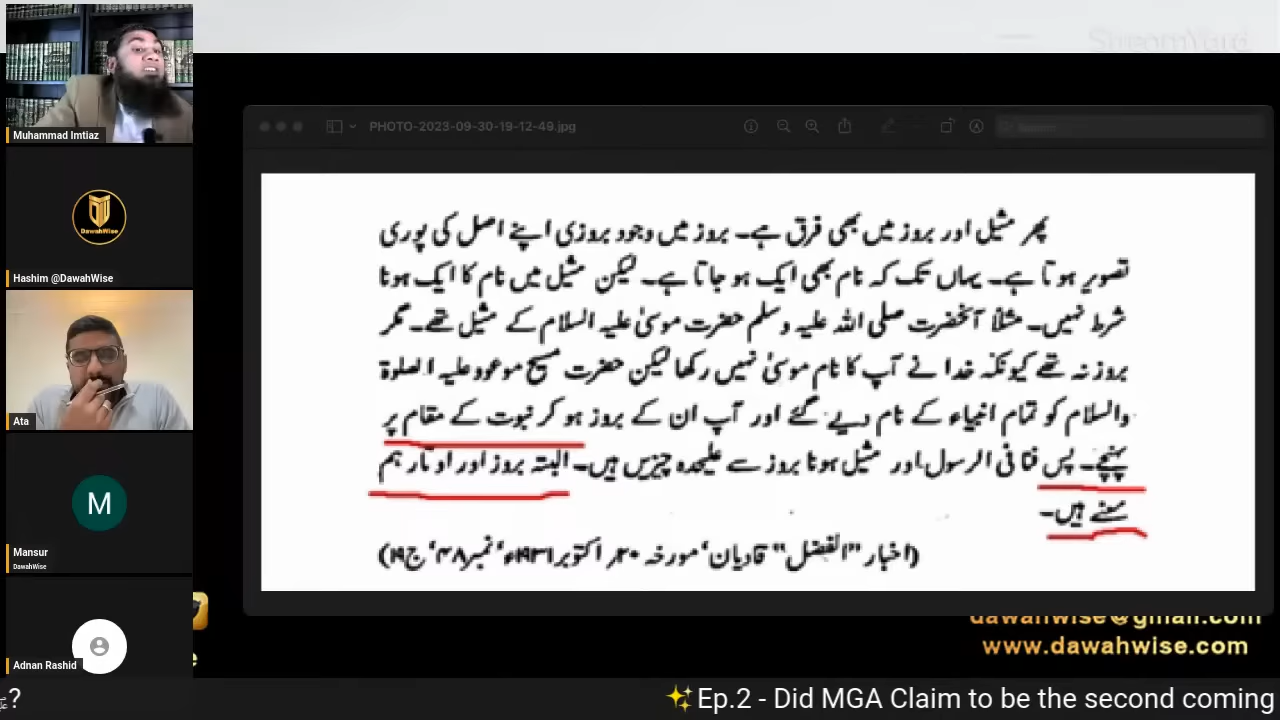 StreamYard
Muhammad Imtiaz
DawahWise
Hashim @DawahWise
Ata
M
Mansur
DawahWise
Adnan Rashid
PHOTO-2023-09-30-19-12-49.jpg
پھر مثیل اور بروز میں بھی فرق ہے۔ بروز میں وجود بروزی اپنے اصل کی پوری
تصویر ہوتا ہے۔ یہاں تک کہ نام بھی ایک ہو جاتا ہے۔ لیکن مثیل میں نام کا ایک ہونا
شرط نہیں۔ مثلاً آنحضرت صلی اللہ علیہ وسلم حضرت موسیٰ علیہ السلام کے مثیل تھے۔ مگر
بروز نہ تھے کیونکہ خدا نے آپ کا نام موسیٰ نہیں رکھا لیکن حضرت مسیح موعود علیہ الصلوة
والسلام کو تمام انبیاء کے نام دیے گئے اور آپ ان کے بروز ہو کر نبوت کے مقام پر
پہنچے۔ پس فنا فی الرسول اور مثیل ہونا بروز سے علیحدہ چیزیں ہیں۔ البتہ بروز اور اوتار ہم
معنے ہیں۔
(اخبار "الفضل" قادیان، مورخہ ۲۰ر اکتوبر ۱۹۳۱ء، نمبر ۴۸، ج ۱۹)
dawahwise@gmail.com
www.dawahwise.com
?
✨Ep.2 - Did MGA Claim to be the second coming